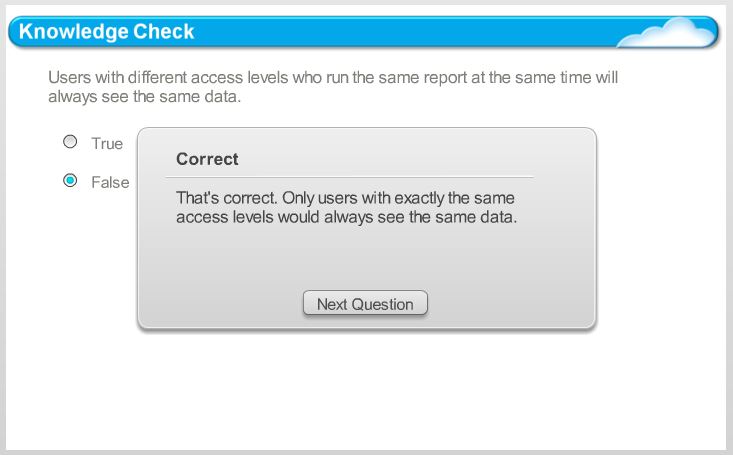 Knowledge Check
Users with different access levels who run the same report at the same time will
always see the same data.
True
False
Correct
That's correct. Only users with exactly the same
access levels would always see the same data.
Next Question